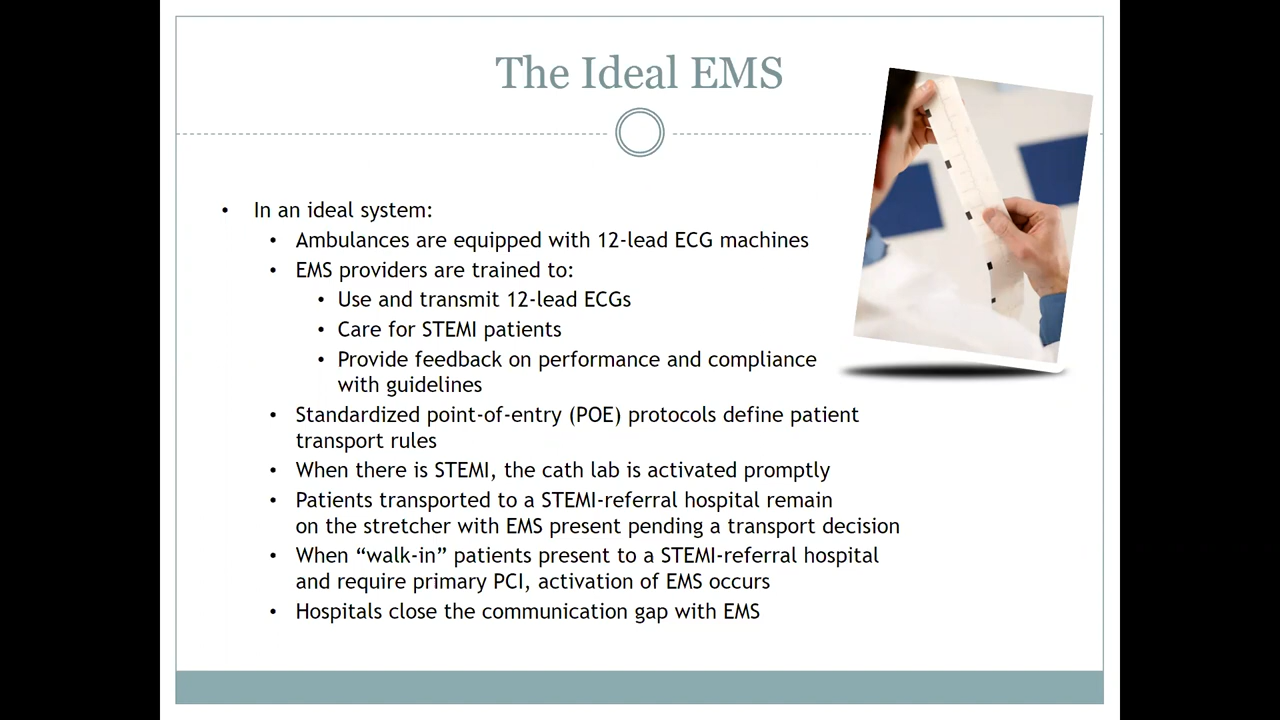 The Ideal EMS
• In an ideal system:
• Ambulances are equipped with 12-lead ECG machines
• EMS providers are trained to:
• Use and transmit 12-lead ECGs
• Care for STEMI patients
• Provide feedback on performance and compliance
with guidelines
• Standardized point-of-entry (POE) protocols define patient
transport rules
• When there is STEMI, the cath lab is activated promptly
• Patients transported to a STEMI-referral hospital remain
on the stretcher with EMS present pending a transport decision
• When “walk-in” patients present to a STEMI-referral hospital
and require primary PCI, activation of EMS occurs
• Hospitals close the communication gap with EMS